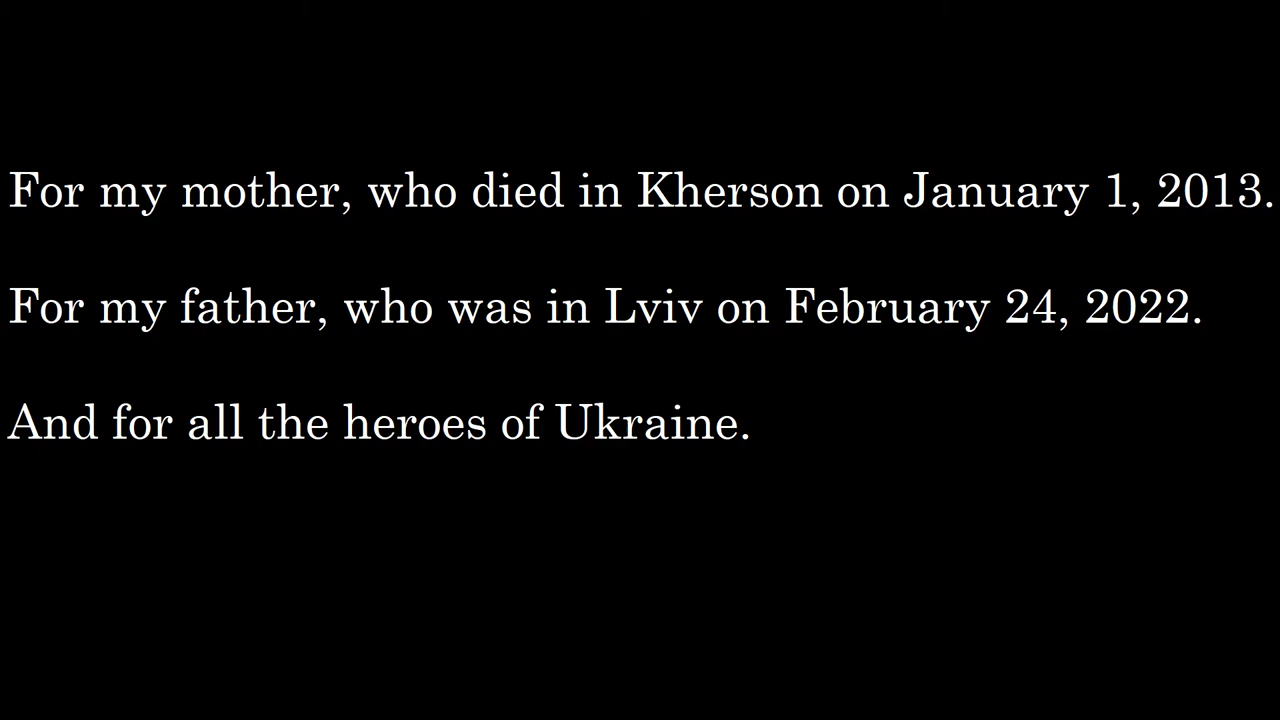 For my mother, who died in Kherson on January 1, 2013.
For my father, who was in Lviv on February 24, 2022.
And for all the heroes of Ukraine.